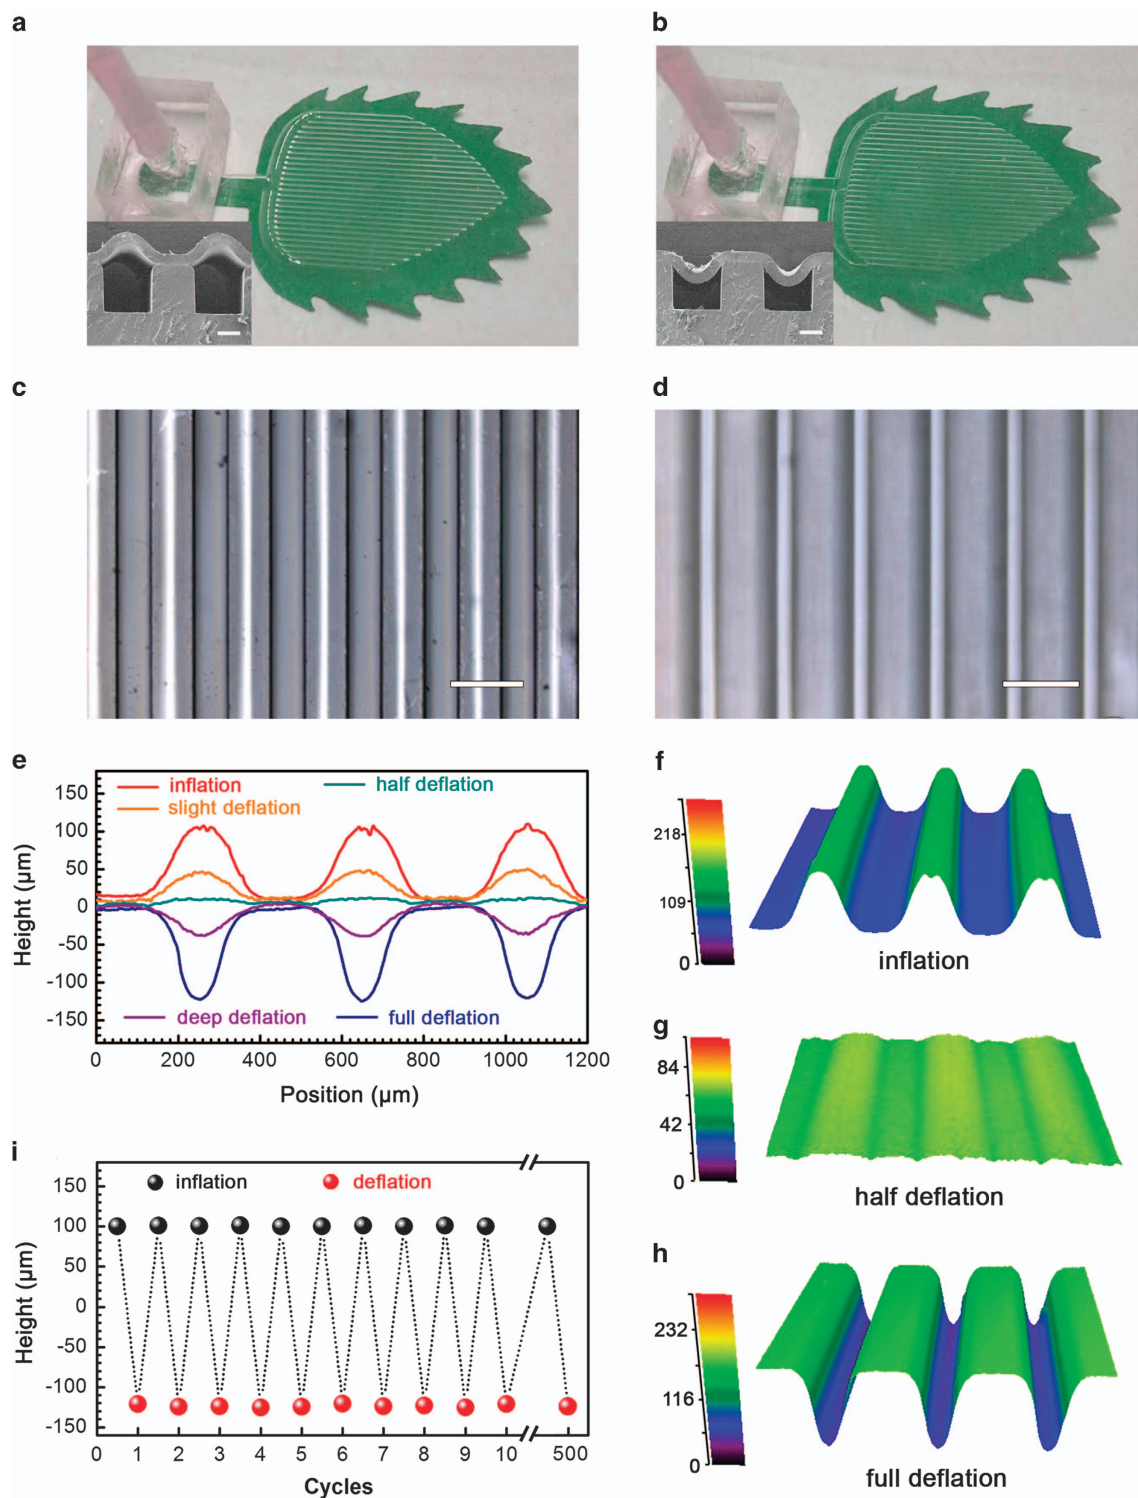 a
b
c
d
e
150
100
50
0
-50
-100
-150
Height (µm)
inflation
half deflation
slight deflation
deep deflation
full deflation
0
200
400
600
800
1000
1200
Position (µm)
f
218
109
0
inflation
g
84
42
0
half deflation
i
150
100
50
0
-50
-100
-150
Height (µm)
inflation
deflation
0 1 2 3 4 5 6 7 8 9 10 500
Cycles
h
232
116
0
full deflation